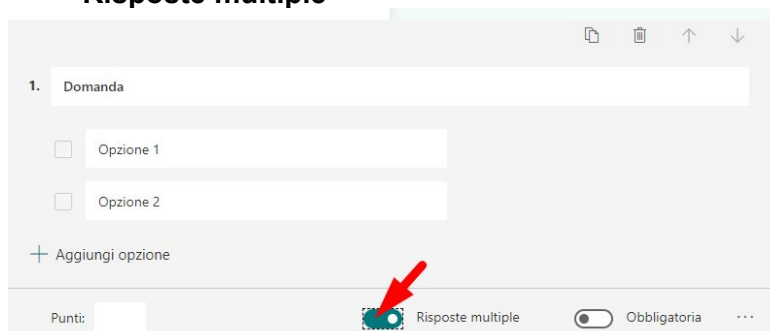 Risposte multiple
1. Domanda
Opzione 1
Opzione 2
+ Aggiungi opzione
Punti: Risposte multiple Obbligatoria ...